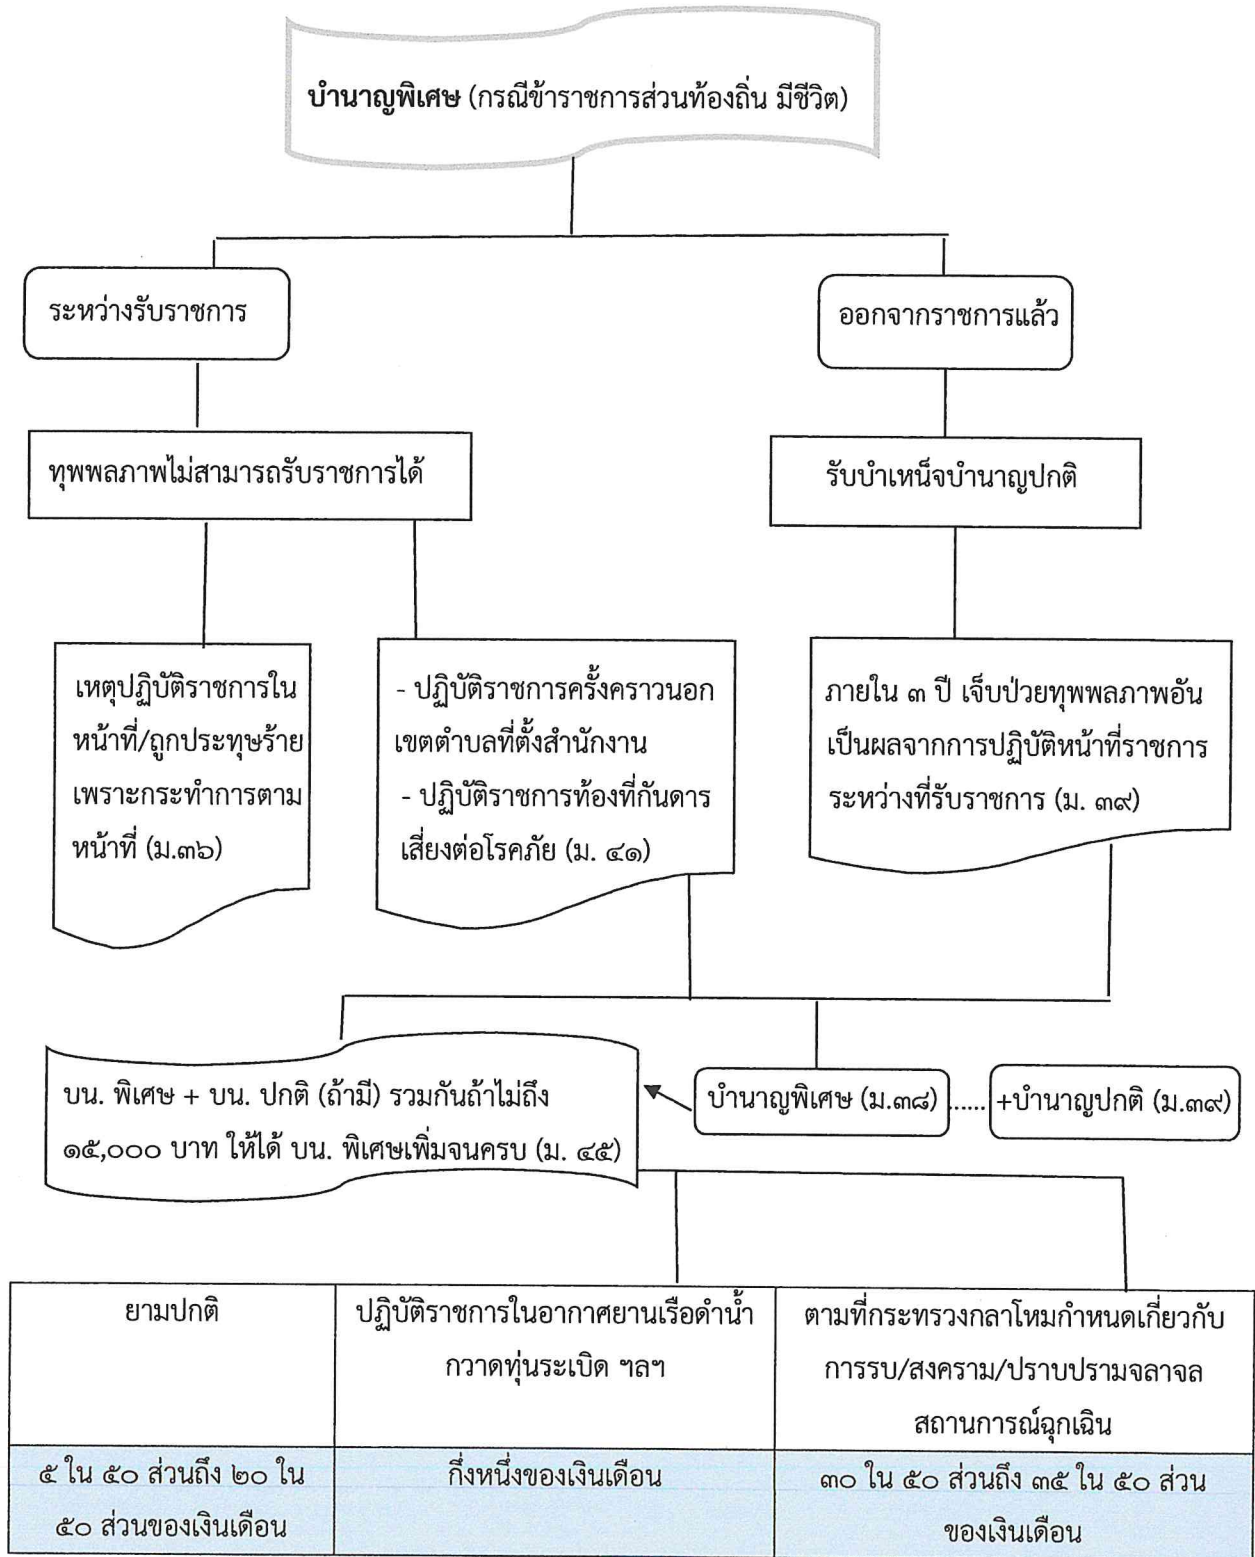 บำนาญพิเศษ (กรณีข้าราชการส่วนท้องถิ่น มีชีวิต)
ระหว่างรับราชการ
ออกจากราชการแล้ว
ทุพพลภาพไม่สามารถรับราชการได้
รับบำเหน็จบำนาญปกติ
เหตุปฏิบัติราชการใน
หน้าที่/ถูกประทุษร้าย
เพราะกระทำการตาม
หน้าที่ (ม.๓๖)
- ปฏิบัติราชการครั้งคราวนอก
เขตตำบลที่ตั้งสำนักงาน
- ปฏิบัติราชการท้องที่กันดาร
เสี่ยงต่อโรคภัย (ม. ๔๑)
ภายใน ๓ ปี เจ็บป่วยทุพพลภาพอัน
เป็นผลจากการปฏิบัติหน้าที่ราชการ
ระหว่างที่รับราชการ (ม. ๓๙)
บน. พิเศษ + บน. ปกติ (ถ้ามี) รวมกันถ้าไม่ถึง
๑๕,๐๐๐ บาท ให้ได้ บน. พิเศษเพิ่มจนครบ (ม. ๔๕)
บำนาญพิเศษ (ม.๓๘) ...... +บำนาญปกติ (ม.๓๙)
ยามปกติ
ปฏิบัติราชการในอากาศยานเรือดำน้ำ
กวาดทุ่นระเบิด ฯลฯ
ตามที่กระทรวงกลาโหมกำหนดเกี่ยวกับ
การรบ/สงคราม/ปราบปรามจลาจล
สถานการณ์ฉุกเฉิน
๕ ใน ๕๐ ส่วนถึง ๒๐ ใน
๕๐ ส่วนของเงินเดือน
กึ่งหนึ่งของเงินเดือน
๓๐ ใน ๕๐ ส่วนถึง ๓๕ ใน ๕๐ ส่วน
ของเงินเดือน